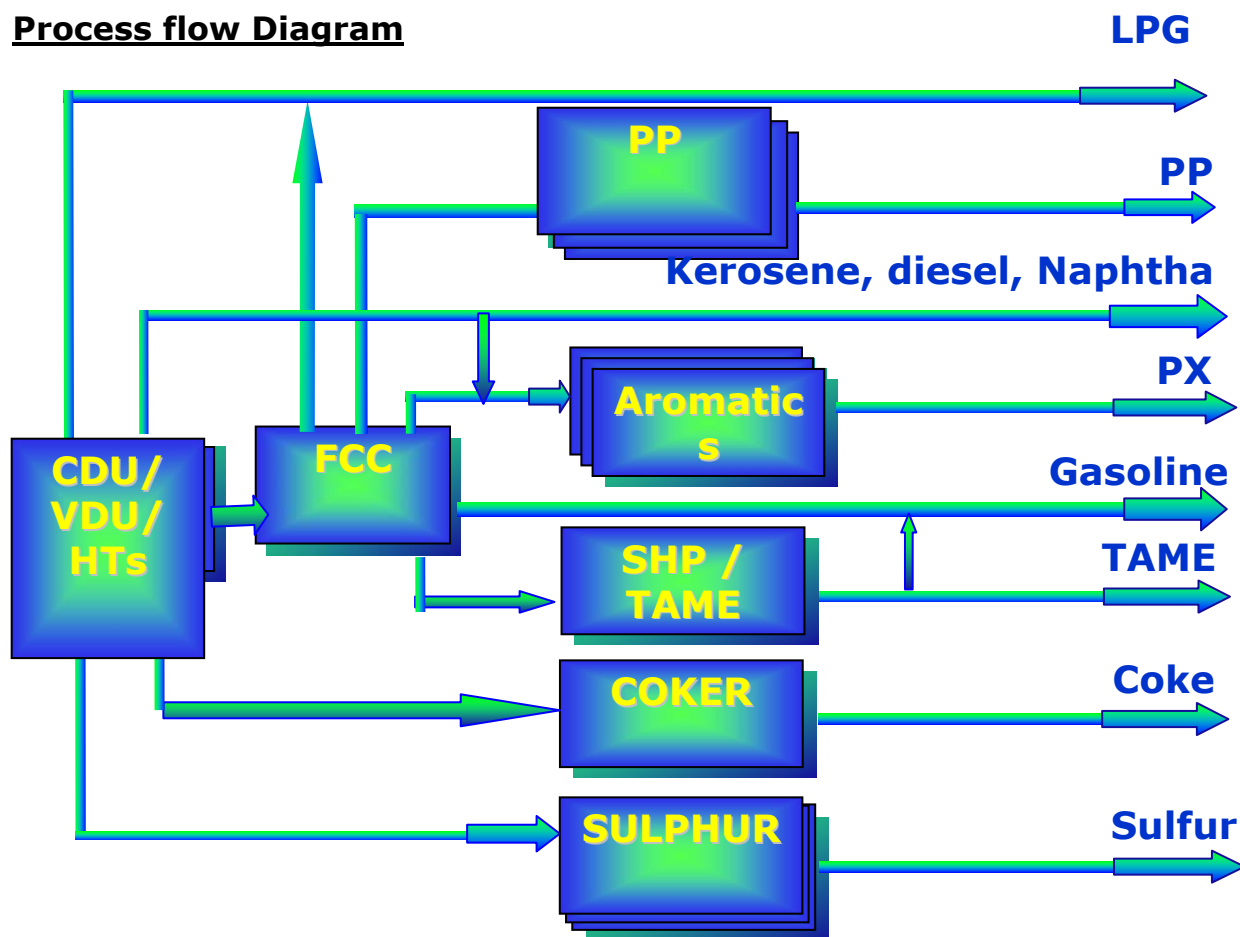 Process flow Diagram
LPG
PP
PP
Kerosene, diesel, Naphtha
PX
Aromatic
s
FCC
CDU/
VDU/
HTs
Gasoline
SHP /
TAME
TAME
COKER
Coke
SULPHUR
Sulfur